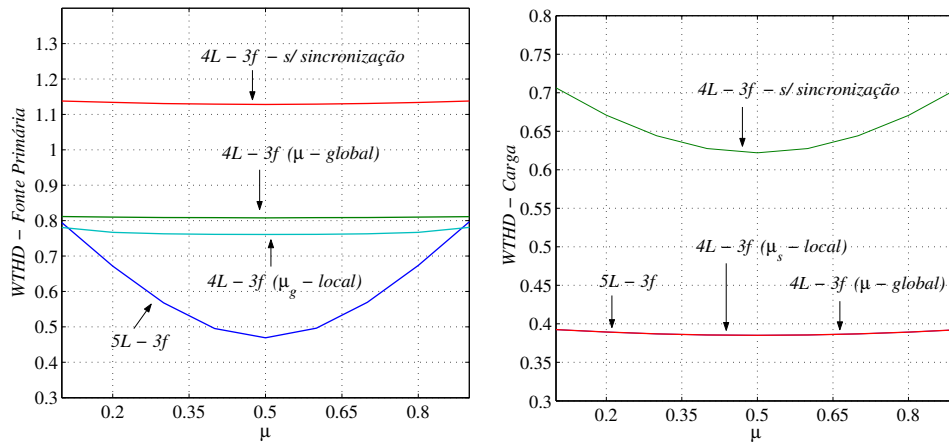 WTHD – Fonte Primária
1.3
1.2
1.1
1
0.9
0.8
0.7
0.6
0.5
0.4
0.3
4L – 3f – s/ sincronização
4L – 3f (μ – global)
4L – 3f (μg – local)
5L – 3f
0.2
0.35
0.5
0.65
0.8
μ
WTHD – Carga
0.8
0.75
0.7
0.65
0.6
0.55
0.5
0.45
0.4
0.35
0.3
4L – 3f – s/ sincronização
4L – 3f (μs – local)
5L – 3f
4L – 3f (μ – global)
0.2
0.35
0.5
0.65
0.8
μ